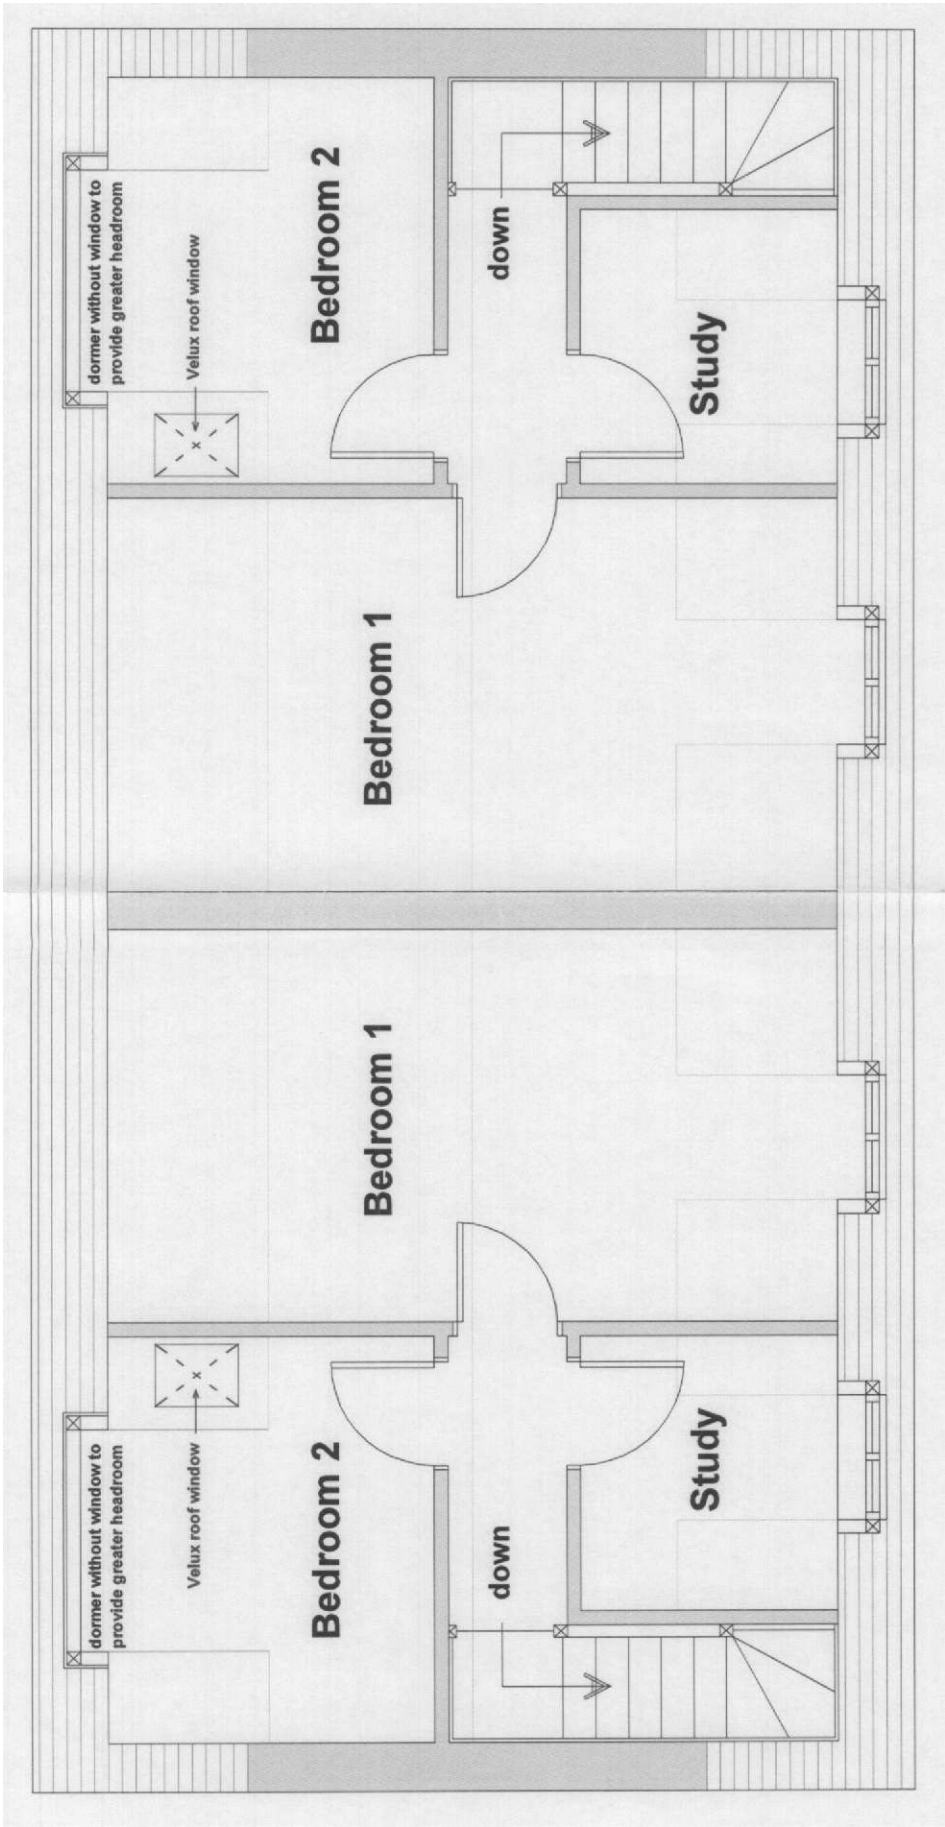 dormer without window to
provide greater headroom
Velux roof window
Bedroom 2
down
Study
Bedroom 1
Bedroom 1
dormer without window to
provide greater headroom
Velux roof window
Bedroom 2
down
Study